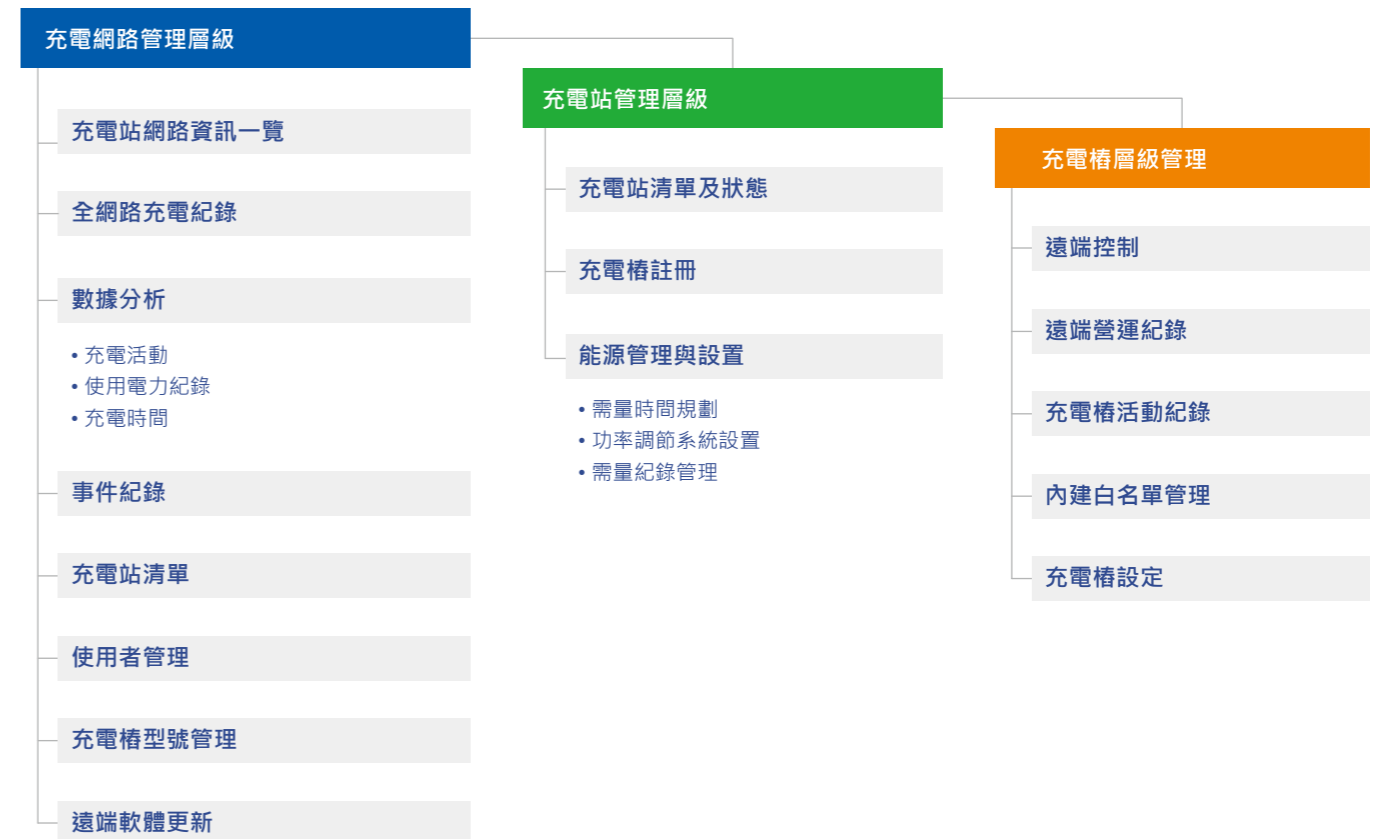 充電網路管理層級
充電站網路資訊一覽
全網路充電紀錄
數據分析
• 充電活動
• 使用電力紀錄
• 充電時間
事件紀錄
充電站清單
使用者管理
充電樁型號管理
遠端軟體更新
充電站管理層級
充電站清單及狀態
充電樁註冊
能源管理與設置
• 需量時間規劃
• 功率調節系統設置
• 需量紀錄管理
充電樁層級管理
遠端控制
遠端營運紀錄
充電樁活動紀錄
內建白名單管理
充電樁設定